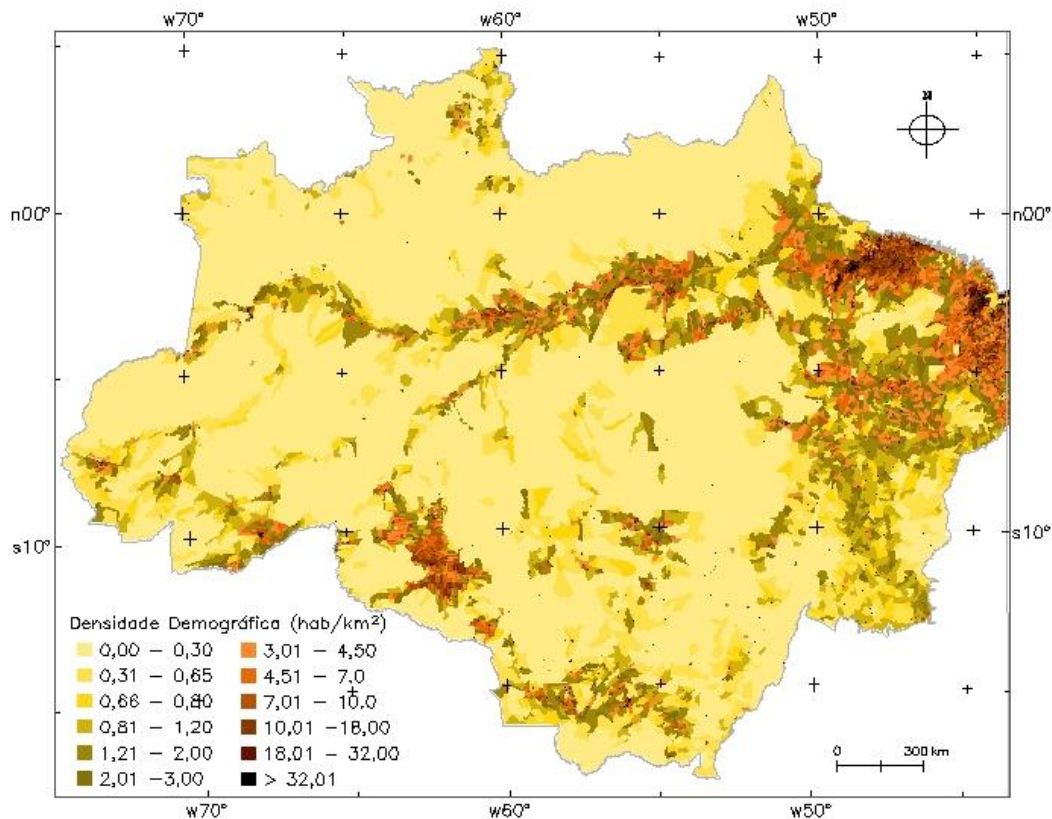 w70° w60° w50°
N
n00° n00°
s10° s10°
Densidade Demográfica (hab/km²)
0,00 – 0,30 3,01 – 4,50
0,31 – 0,65 4,51 – 7.0
0,66 – 0,80 7,01 – 10.0
0,81 – 1,20 10,01 –18,00
1,21 – 2,00 18,01 – 32,00
2,01 –3,00 > 32,01
0 300 km
w70° w60° w50°